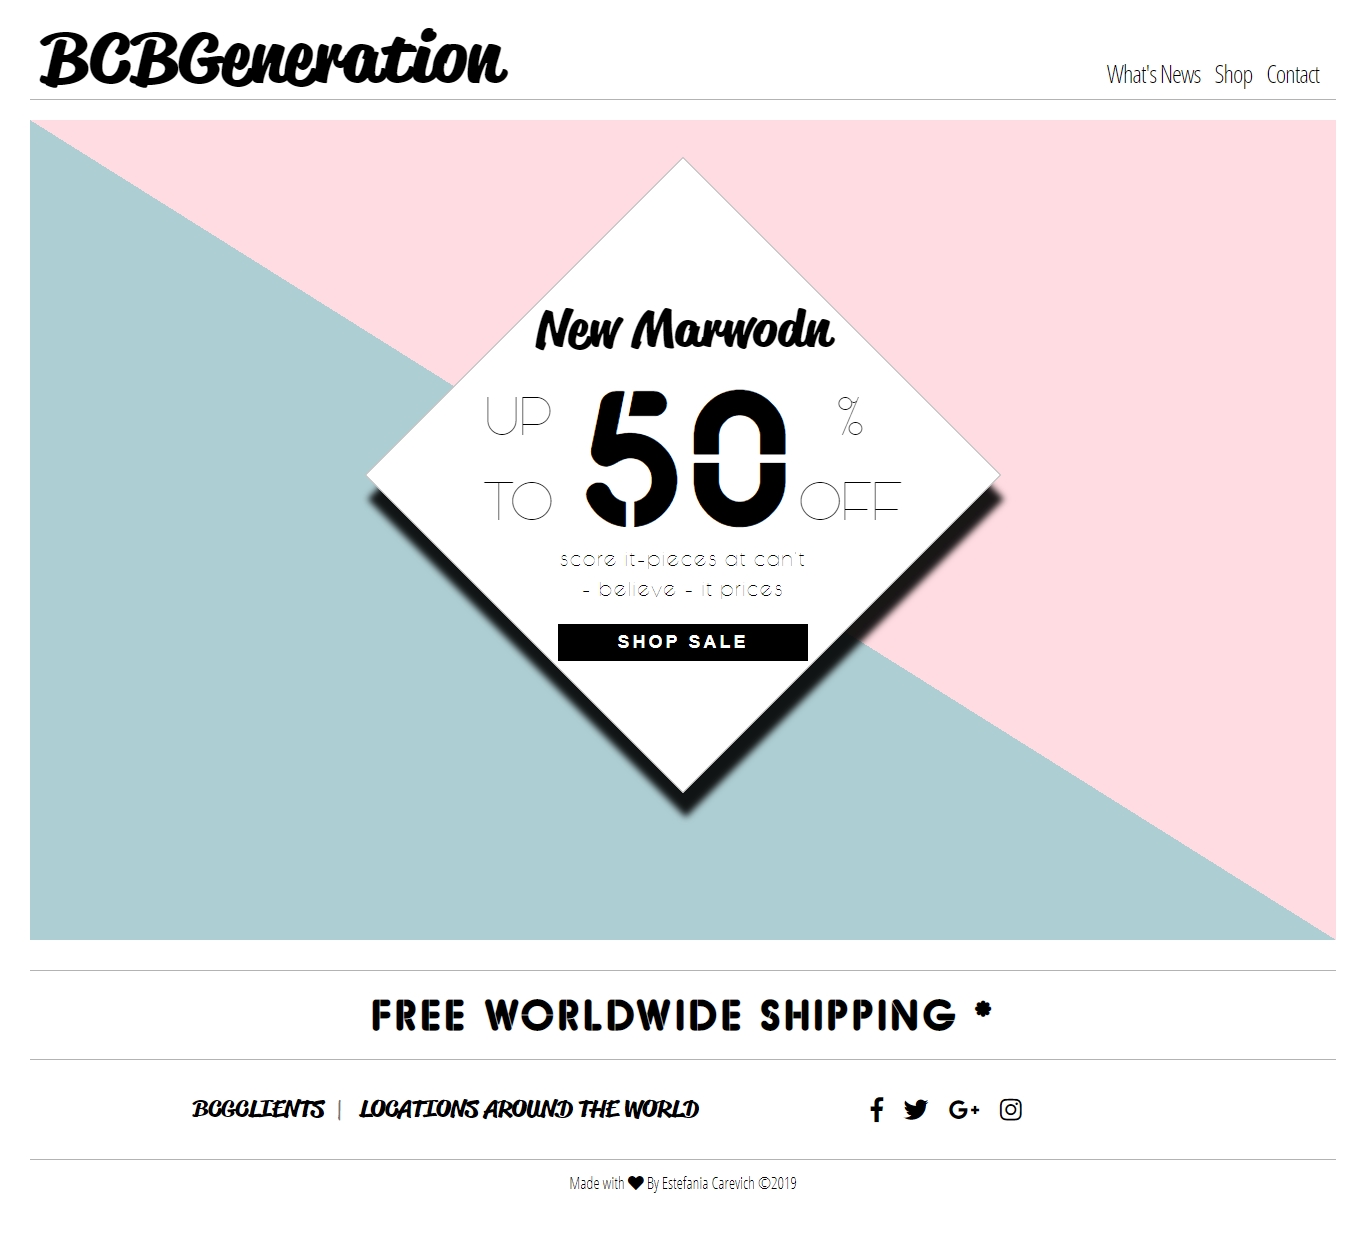 BCBGeneration
What's News Shop Contact
New Marwodn
UP 50 %
TO OFF
score it-pieces at can't
- believe - it prices
SHOP SALE
FREE WORLDWIDE SHIPPING *
BCGCLIENTS | LOCATIONS AROUND THE WORLD
Made with ♥ By Estefania Carevich ©2019